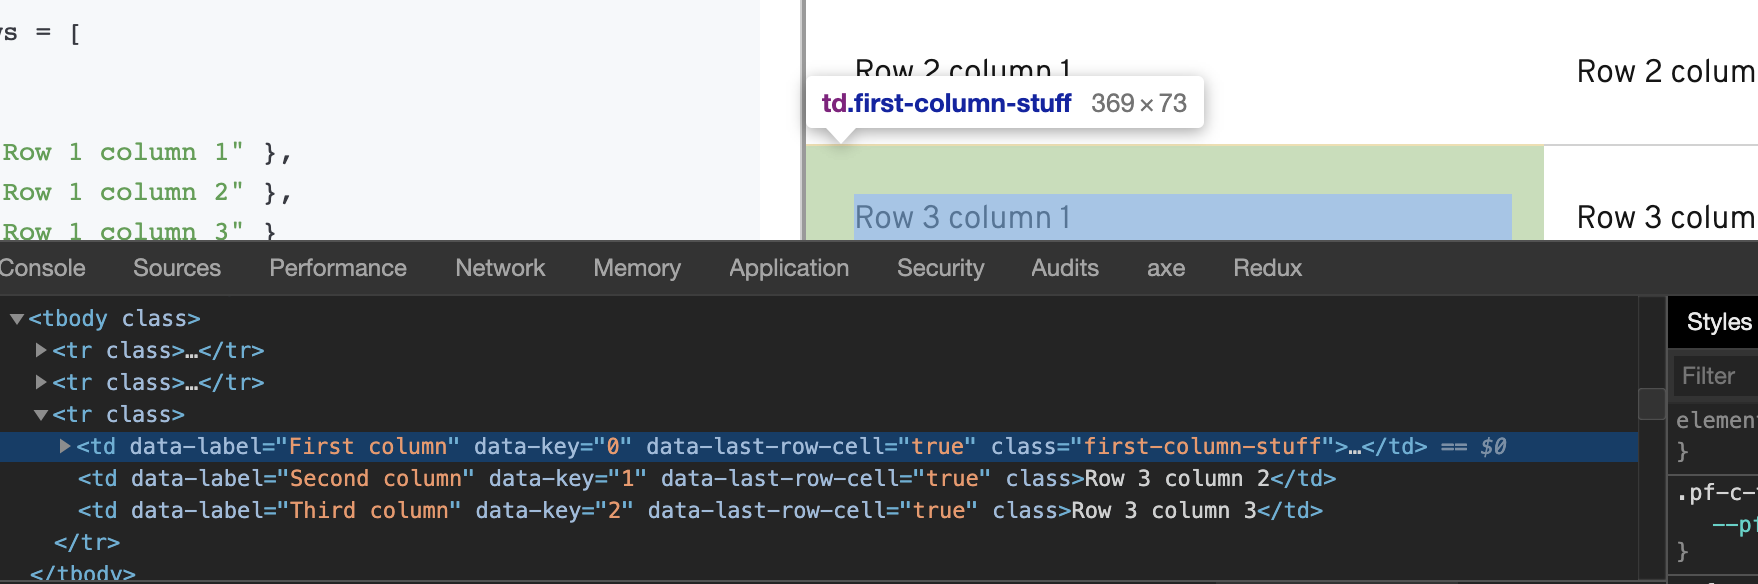 s = [
Row 1 column 1" },
Row 1 column 2" },
Row 1 column 3" }
Row 2 column 1
Row 2 colum
td.first-column-stuff 369 × 73
Row 3 column 1
Row 3 colum
Console Sources Performance Network Memory Application Security Audits axe Redux
▼<tbody class>
▶<tr class>…</tr>
▶<tr class>…</tr>
▼<tr class>
▶<td data-label="First column" data-key="0" data-last-row-cell="true" class="first-column-stuff">…</td> == $0
<td data-label="Second column" data-key="1" data-last-row-cell="true" class>Row 3 column 2</td>
<td data-label="Third column" data-key="2" data-last-row-cell="true" class>Row 3 column 3</td>
</tr>
</tbody>
Styles
Filter
elemen
}
.pf-c-
--pf
}